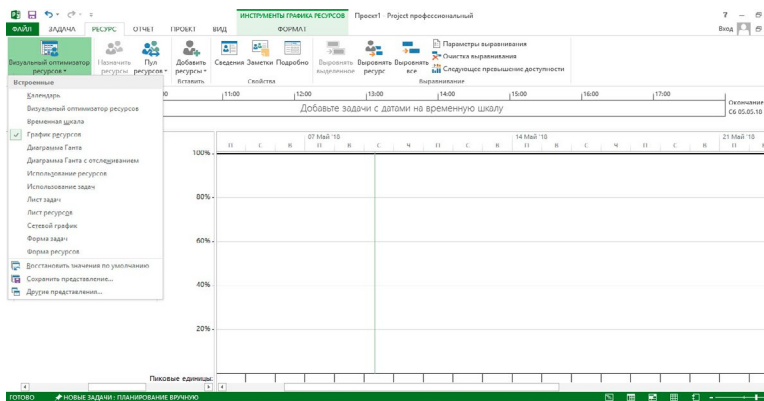 ИНСТРУМЕНТЫ ГРАФИКА РЕСУРСОВ Проект1 - Project профессиональный
ФАЙЛ ЗАДАЧА РЕСУРС ОТЧЕТ ПРОЕКТ ВИД ФОРМАТ Вход
Визуальный оптимизатор ресурсов
Назначить ресурсы
Пул ресурсов
Добавить ресурсы
Сведения Заметки Подробно
Выровнять выделенное
Выровнять ресурс
Выровнять все
Параметры выравнивания
Очистка выравнивания
Следующее превышение доступности
Вставить Свойства Выравнивание
Встроенные
Календарь
Визуальный оптимизатор ресурсов
Временная шкала
График ресурсов
Диаграмма Ганта
Диаграмма Ганта с отслеживанием
Использование ресурсов
Использование задач
Лист задач
Лист ресурсов
Сетевой график
Форма задач
Форма ресурсов
Восстановить значения по умолчанию
Сохранить представление...
Другие представления...
11:00 12:00 13:00 14:00 15:00 16:00 17:00
Добавьте задачи с датами на временную шкалу
Окончание
Сб 05.05.18
07 Май '18 14 Май '18 21 Май '18
П С В П В С Ч П С В П С Ч П С В П
100%
80%
60%
40%
20%
Пиковые единицы:
ГОТОВО НОВЫЕ ЗАДАЧИ : ПЛАНИРОВАНИЕ ВРУЧНУЮ